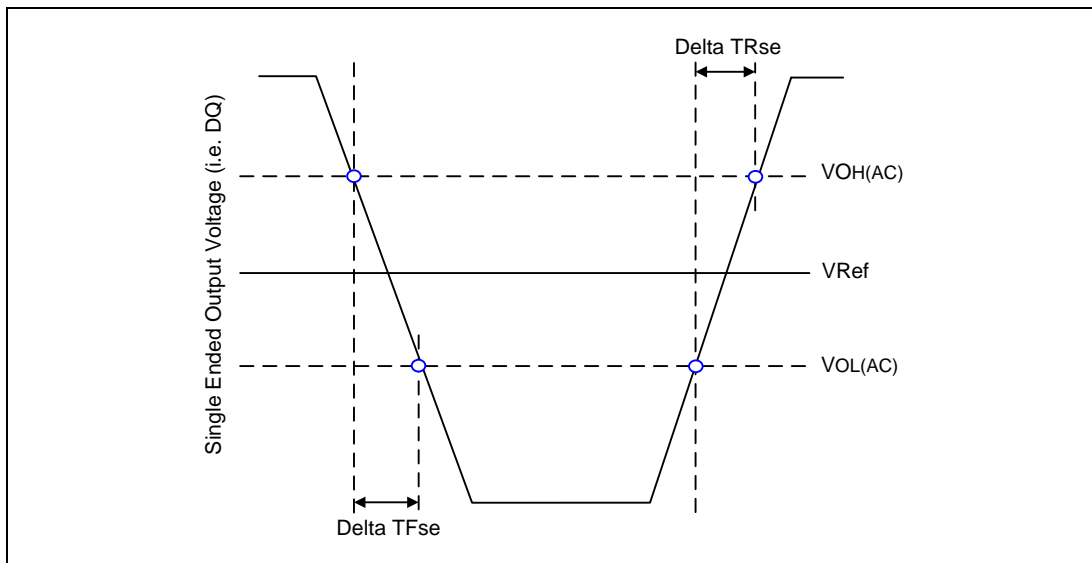 Delta TRse
Single Ended Output Voltage (i.e. DQ)
VOH(AC)
VRef
VOL(AC)
Delta TFse